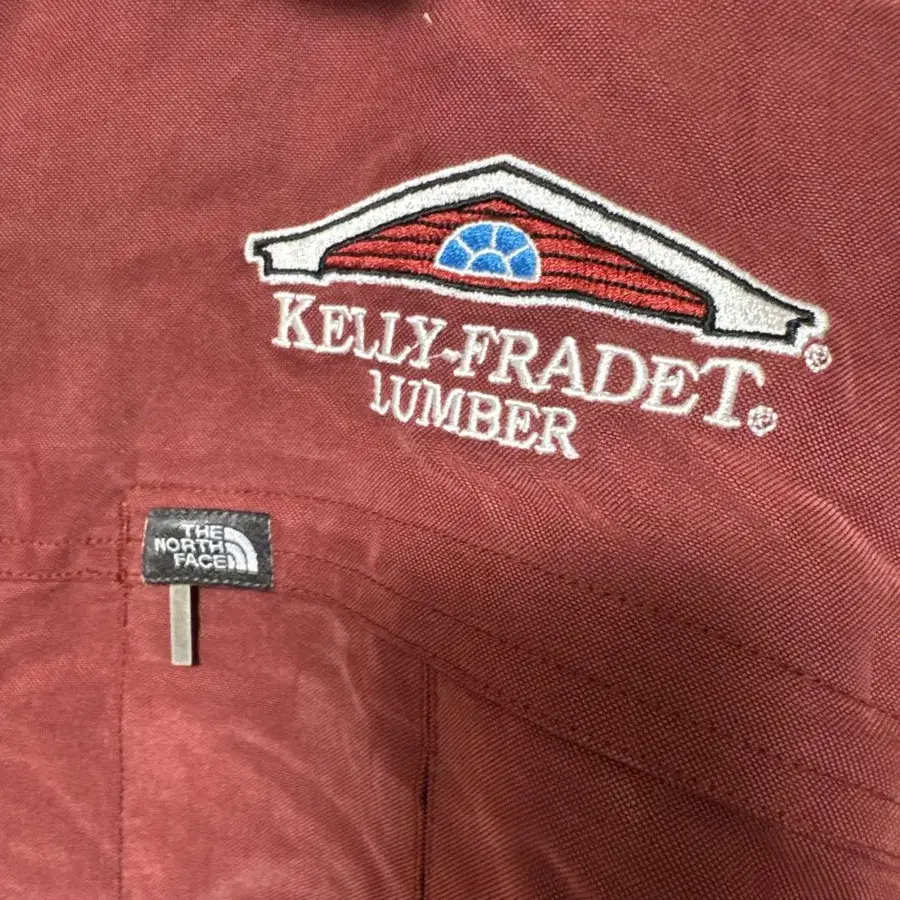 KELLY-FRADET®
LUMBER
®
THE
NORTH
FACE